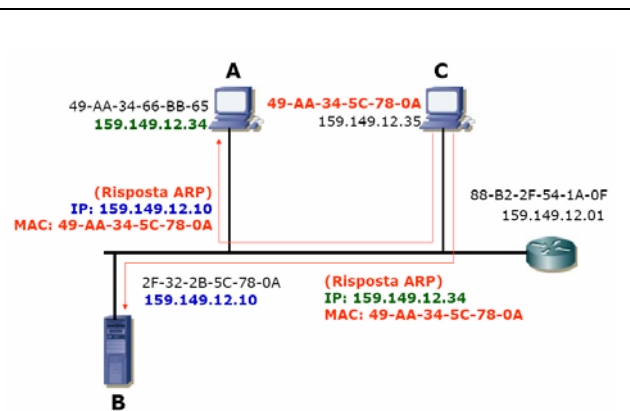 A
C
49-AA-34-66-BB-65
159.149.12.34
49-AA-34-5C-78-0A
159.149.12.35
(Risposta ARP)
IP: 159.149.12.10
MAC: 49-AA-34-5C-78-0A
88-B2-2F-54-1A-0F
159.149.12.01
2F-32-2B-5C-78-0A
159.149.12.10
(Risposta ARP)
IP: 159.149.12.34
MAC: 49-AA-34-5C-78-0A
B